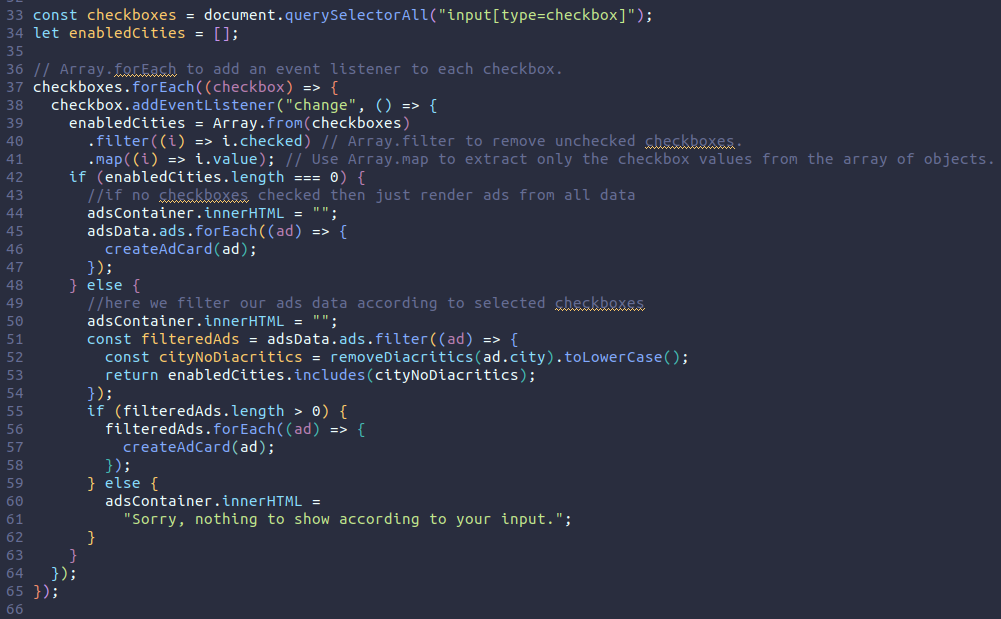 33 const checkboxes = document.querySelectorAll("input[type=checkbox]");
34 let enabledCities = [];
35
36 // Array.forEach to add an event listener to each checkbox.
37 checkboxes.forEach((checkbox) => {
38   checkbox.addEventListener("change", () => {
39     enabledCities = Array.from(checkboxes)
40       .filter((i) => i.checked) // Array.filter to remove unchecked checkboxes.
41       .map((i) => i.value); // Use Array.map to extract only the checkbox values from the array of objects.
42     if (enabledCities.length === 0) {
43       //if no checkboxes checked then just render ads from all data
44       adsContainer.innerHTML = "";
45       adsData.ads.forEach((ad) => {
46         createAdCard(ad);
47       });
48     } else {
49       //here we filter our ads data according to selected checkboxes
50       adsContainer.innerHTML = "";
51       const filteredAds = adsData.ads.filter((ad) => {
52         const cityNoDiacritics = removeDiacritics(ad.city).toLowerCase();
53         return enabledCities.includes(cityNoDiacritics);
54       });
55       if (filteredAds.length > 0) {
56         filteredAds.forEach((ad) => {
57           createAdCard(ad);
58         });
59       } else {
60         adsContainer.innerHTML =
61           "Sorry, nothing to show according to your input.";
62       }
63     }
64   });
65 });
66